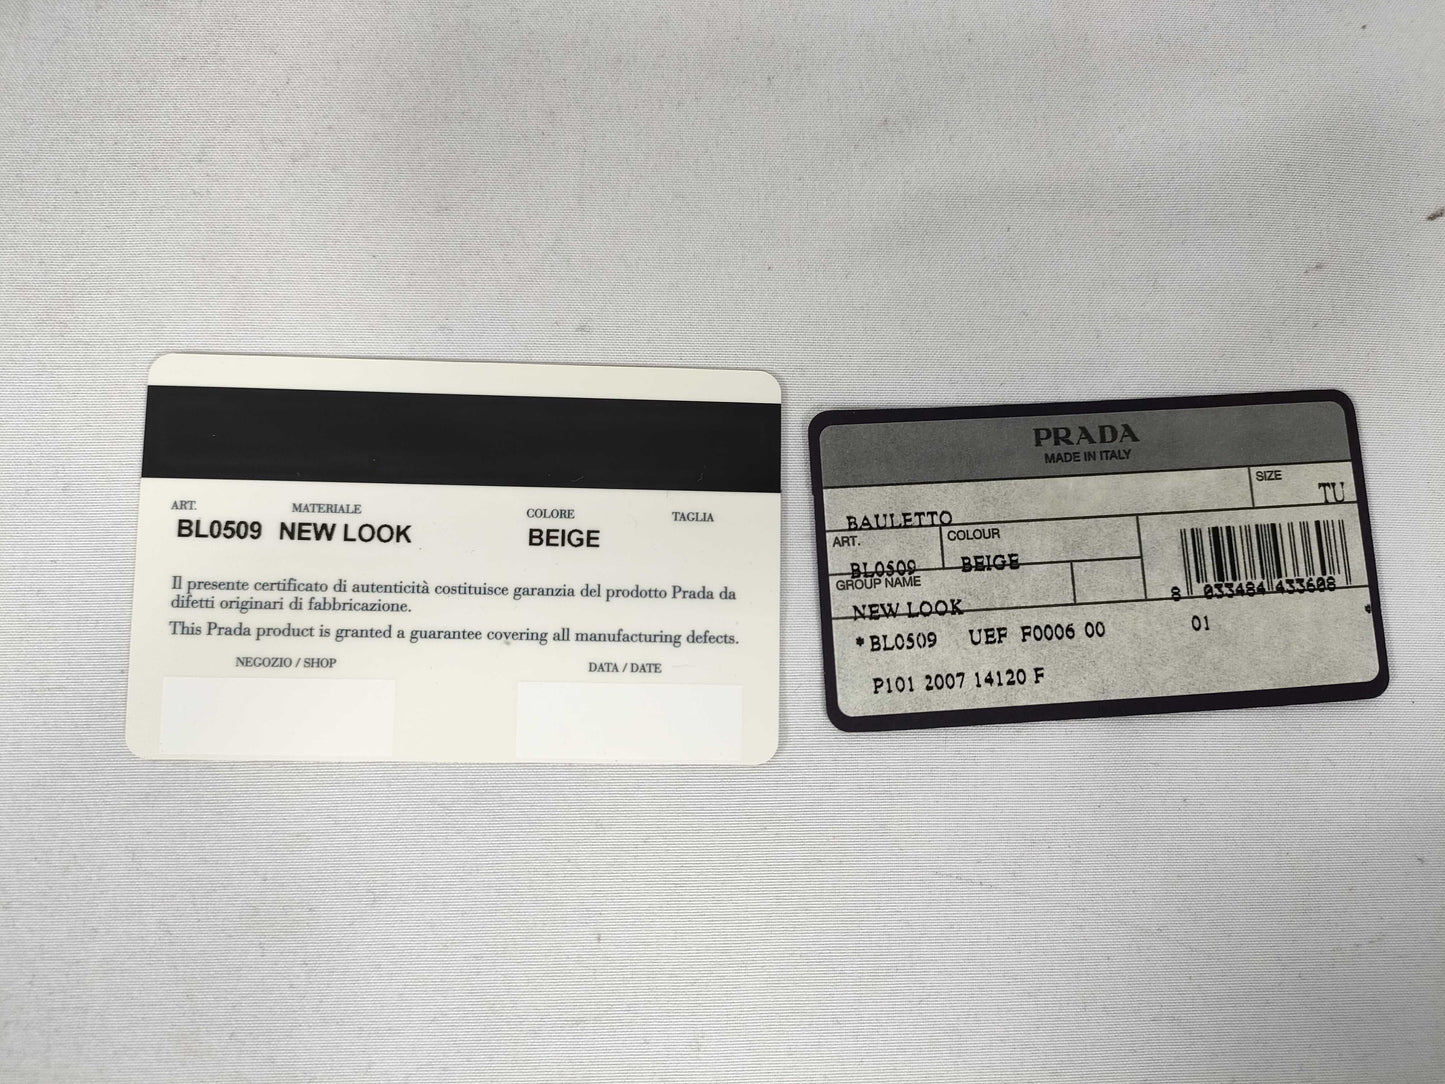 ART. MATERIALE COLORE TAGLIA
BL0509 NEW LOOK BEIGE
Il presente certificato di autenticità costituisce garanzia del prodotto Prada da
difetti originari di fabbricazione.
This Prada product is granted a guarantee covering all manufacturing defects.
NEGOZIO / SHOP DATA / DATE
PRADA
MADE IN ITALY
SIZE
TU
BAULETTO
ART. COLOUR
BL0509 BEIGE
GROUP NAME
NEW LOOK
8 033484 433608
*BL0509 UEF F0006 00 01 *
P101 2007 14120 F